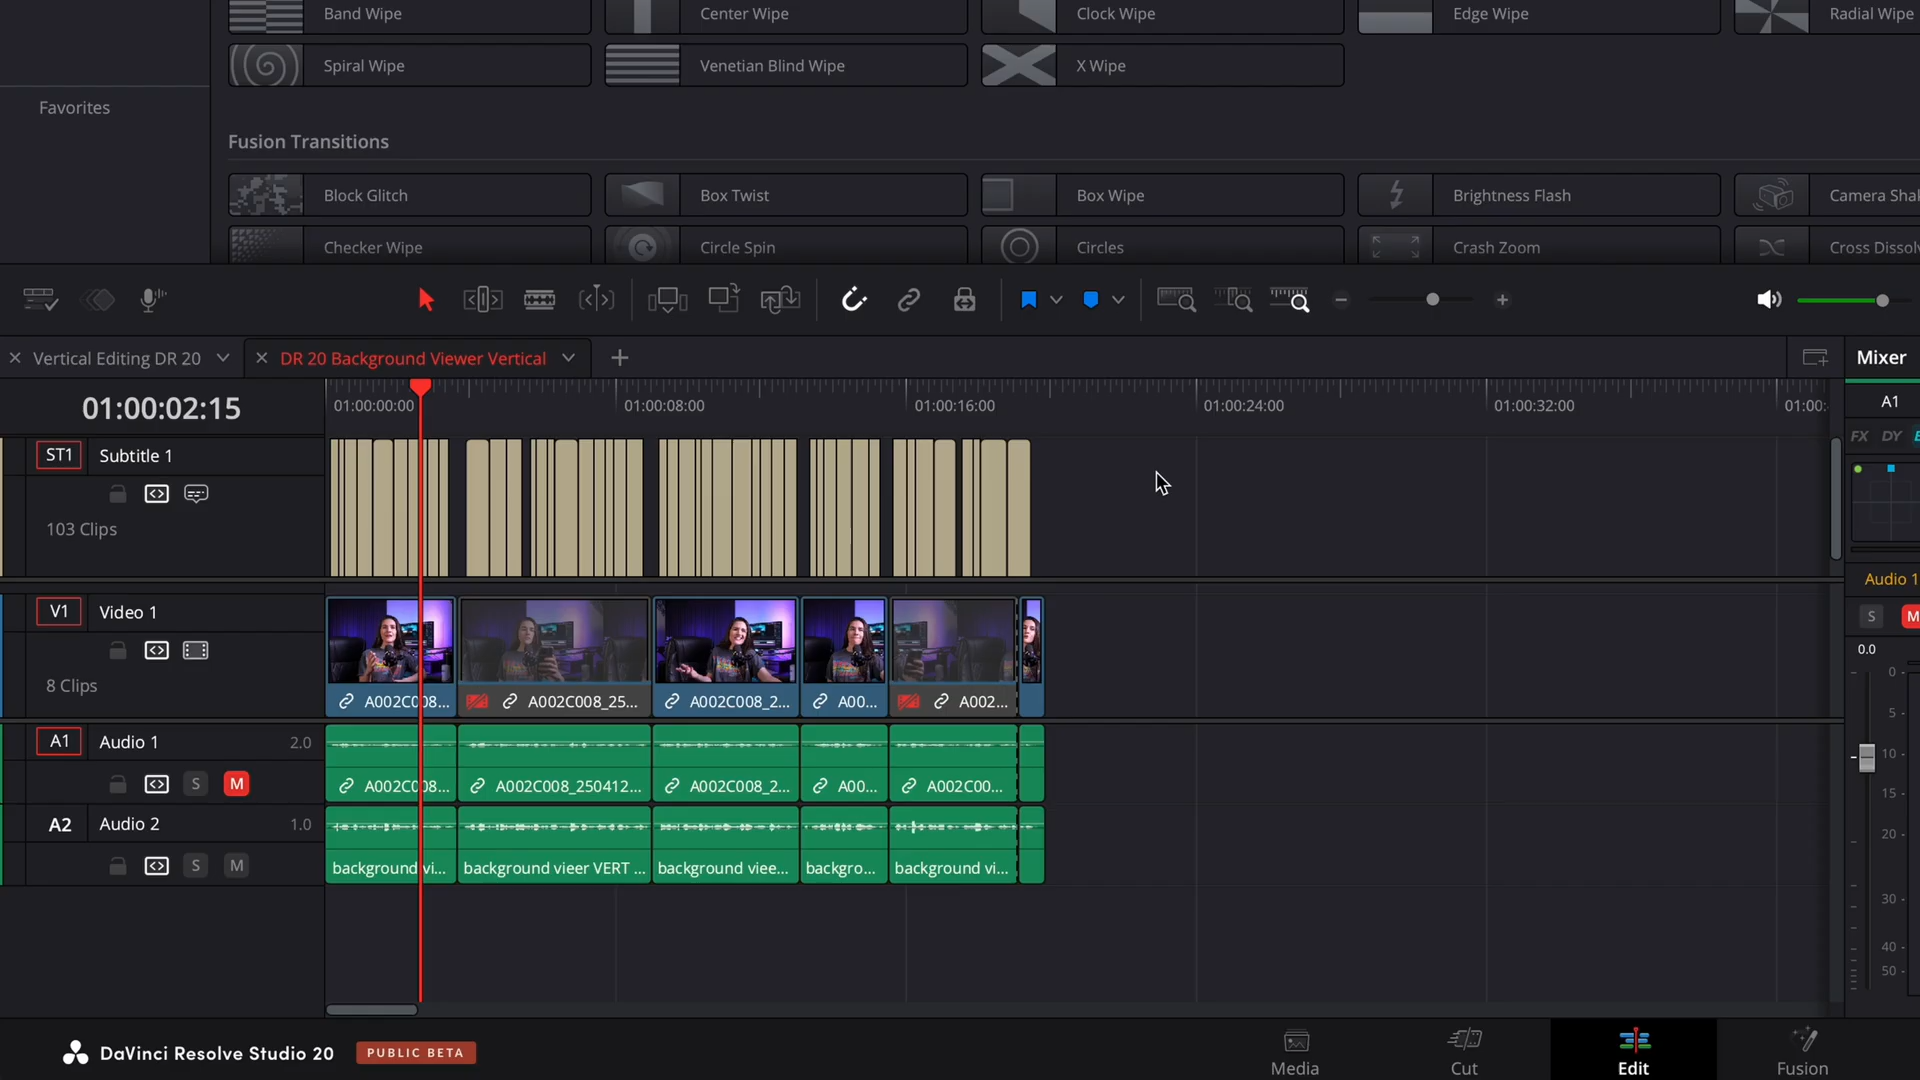 Band Wipe
Center Wipe
Clock Wipe
Edge Wipe
Radial Wipe
Spiral Wipe
Venetian Blind Wipe
X Wipe
Favorites
Fusion Transitions
Block Glitch
Box Twist
Box Wipe
Brightness Flash
Camera Shak
Checker Wipe
Circle Spin
Circles
Crash Zoom
Cross Dissolv
Vertical Editing DR 20
DR 20 Background Viewer Vertical
Mixer
01:00:02:15
01:00:00:00
01:00:08:00
01:00:16:00
01:00:24:00
01:00:32:00
01:00:
A1
FX DY
ST1 Subtitle 1
103 Clips
V1 Video 1
8 Clips
A002C008...
A002C008_25...
A002C008_2...
A00...
A002...
Audio 1
S M
0.0
0
5
10
15
20
30
40
50
A1 Audio 1 2.0
S M
A002C008...
A002C008_250412...
A002C008_2...
A00...
A002C00...
A2 Audio 2 1.0
S M
background vi...
background vieer VERT ...
background viee...
backgro...
background vi...
DaVinci Resolve Studio 20
PUBLIC BETA
Media
Cut
Edit
Fusion